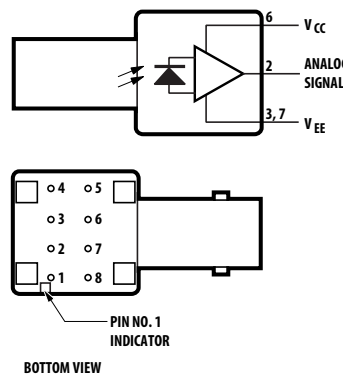 6
V CC
2
ANALOG
SIGNAL
3, 7
V EE
4 5
3 6
2 7
1 8
PIN NO. 1
INDICATOR
BOTTOM VIEW